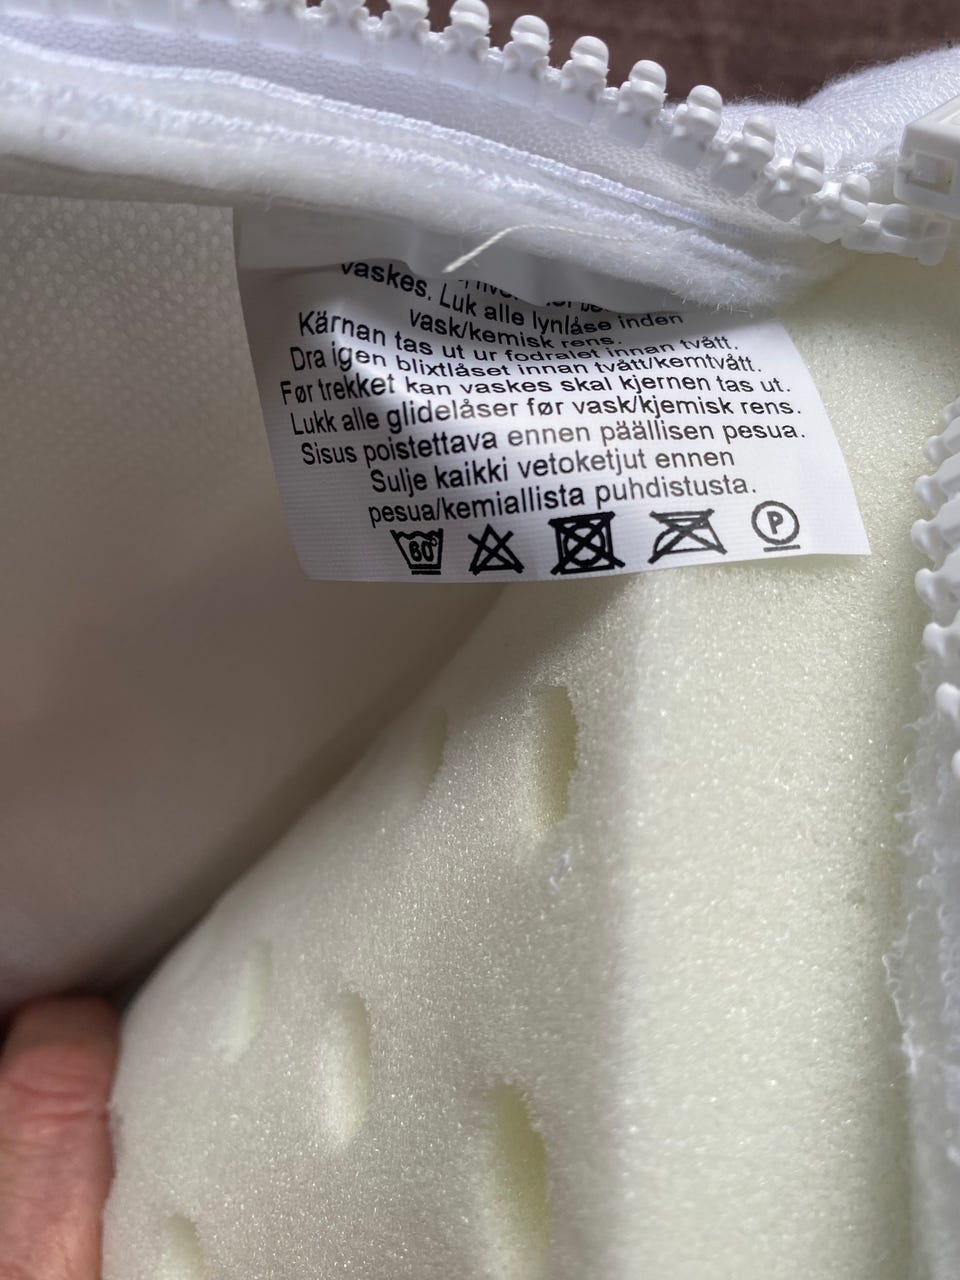 vaskes. Luk alle lynlåse inden
vask/kemisk rens.
Kärnan tas ut ur fodralet innan tvätt.
Dra igen blixtlåset innan tvätt/kemtvätt.
Før trekket kan vaskes skal kjernen tas ut.
Lukk alle glidelåser før vask/kjemisk rens.
Sisus poistettava ennen päällisen pesua.
Sulje kaikki vetoketjut ennen
pesua/kemiallista puhdistusta.
60° P